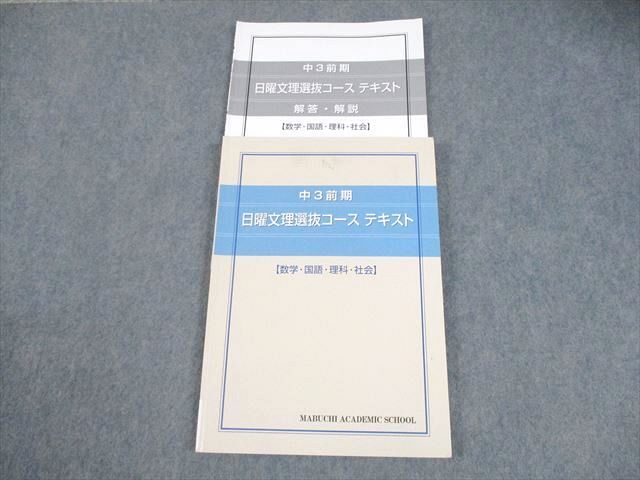 中3前期
日曜文理選抜コース テキスト
解答・解説
【数学・国語・理科・社会】
中3前期
日曜文理選抜コース テキスト
【数学・国語・理科・社会】
MABUCHI ACADEMIC SCHOOL